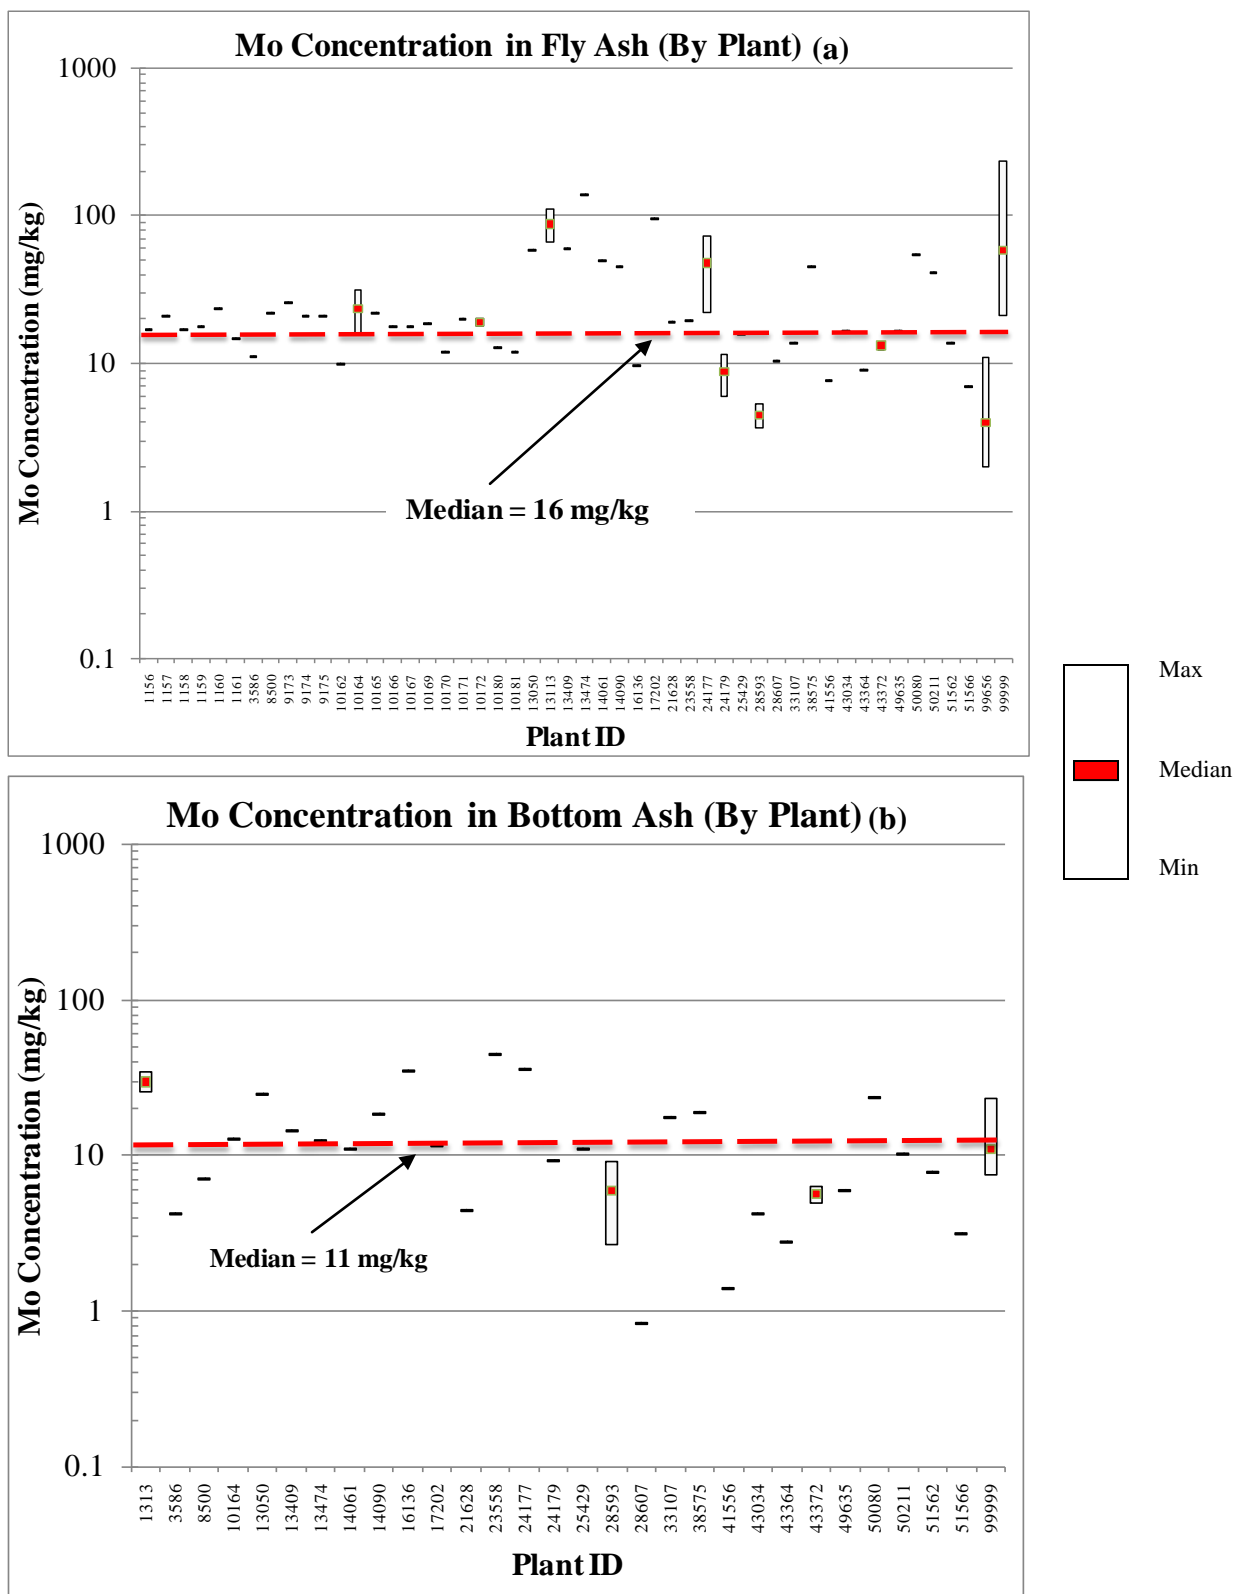 Mo Concentration in Fly Ash (By Plant) (a)
1000
100
10
1
0.1
Mo Concentration (mg/kg)
Median = 16 mg/kg
1156 1157 1158 1159 1160 1161 3586 8500 9173 9174 9175 10162 10164 10165 10166 10167 10169 10170 10171 10172 10180 10181 13050 13113 13409 13474 14061 14090 16136 17202 21628 23558 24177 24179 25429 28593 28607 33107 38575 41556 43034 43364 43372 49635 50080 50211 51562 51566 99656 99999
Plant ID
Max
Median
Min
Mo Concentration in Bottom Ash (By Plant) (b)
1000
100
10
1
0.1
Mo Concentration (mg/kg)
Median = 11 mg/kg
1313 3586 8500 10164 13050 13409 13474 14061 14090 16136 17202 21628 23558 24177 24179 25429 28593 28607 33107 38575 41556 43034 43364 43372 49635 50080 50211 51562 51566 99999
Plant ID